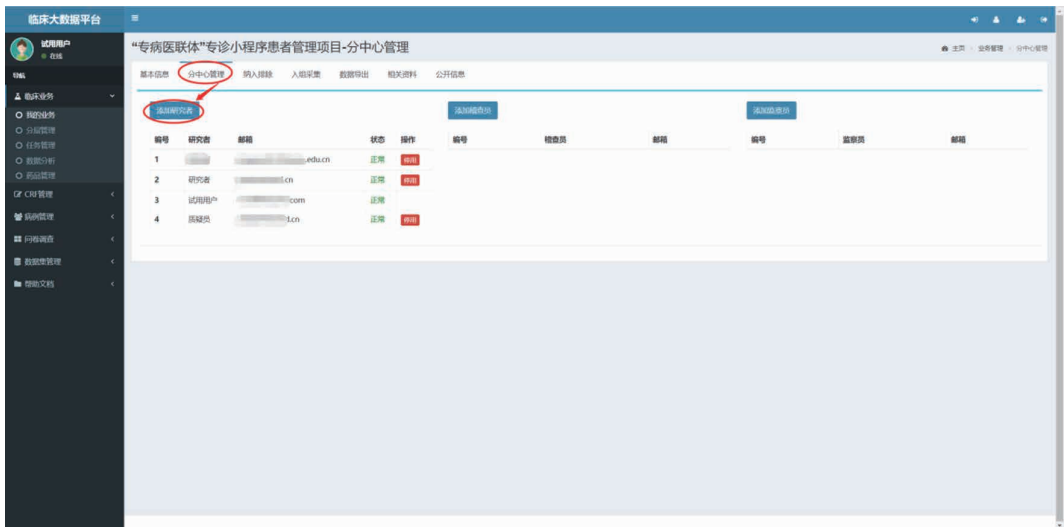 临床大数据平台
试用用户
在线
导航
临床业务
我的业务
分层管理
任务管理
数据分析
药品管理
CRF管理
病例管理
问卷调查
数据集管理
帮助文档
“专病医联体”专诊小程序患者管理项目-分中心管理
主页 > 业务管理 > 分中心管理
基本信息 分中心管理 纳入排除 入组采集 数据导出 相关资料 公开信息
添加研究者 添加稽查员 添加监察员
编号 研究者 邮箱 状态 操作 编号 稽查员 邮箱 编号 监察员 邮箱
1 .edu.cn 正常 停用
2 研究者 .cn 正常 停用
3 试用用户 com 正常
4 质疑员 .cn 正常 停用